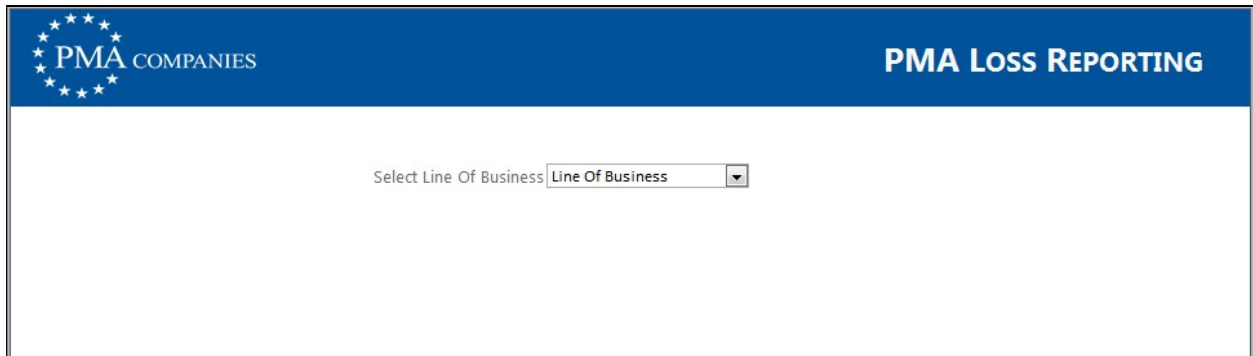 PMA COMPANIES
PMA LOSS REPORTING
Select Line Of Business Line Of Business